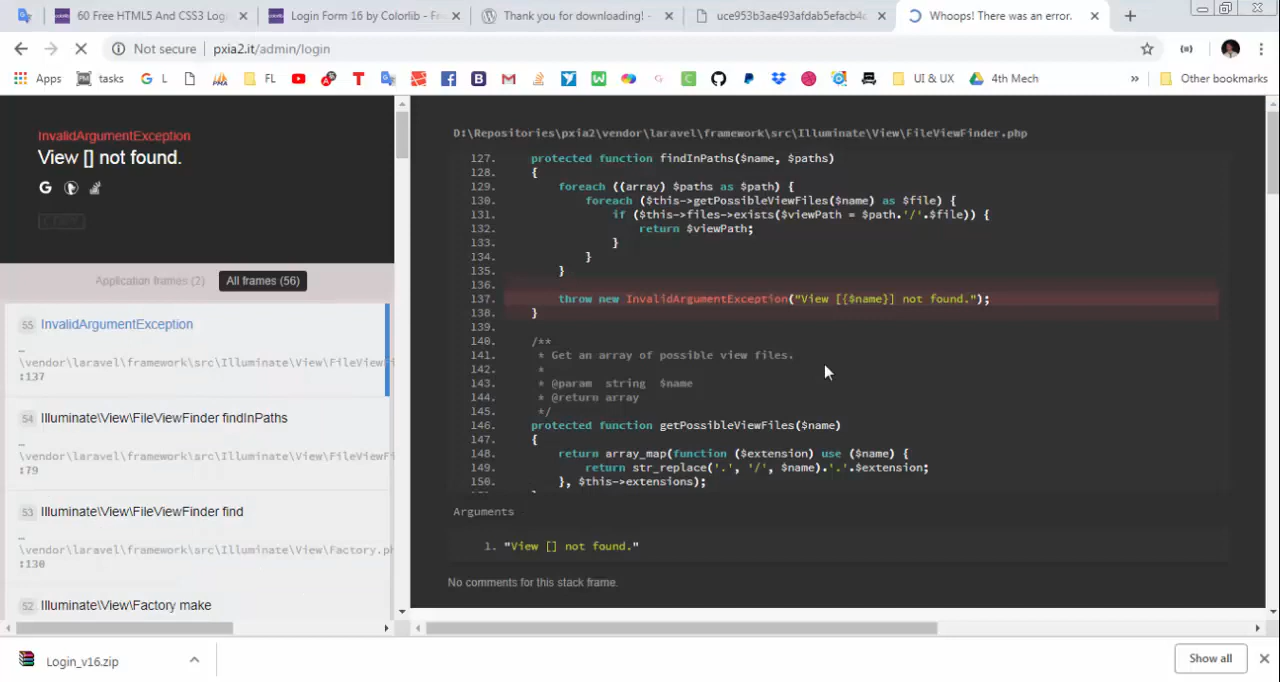 60 Free HTML5 And CSS3 Log
Login Form 16 by Colorlib - Fr
Thank you for downloading! -
uce953b3ae493afdab5efacb4c
Whoops! There was an error.
Not secure | pxia2.it/admin/login
Apps tasks G L FL UI & UX 4th Mech » Other bookmarks
InvalidArgumentException
View [] not found.
COPY
Application frames (2) All frames (56)
55 InvalidArgumentException
…
\vendor\laravel\framework\src\Illuminate\View\FileViewFi
:137
54 Illuminate\View\FileViewFinder findInPaths
…
\vendor\laravel\framework\src\Illuminate\View\FileViewFi
:79
53 Illuminate\View\FileViewFinder find
…
\vendor\laravel\framework\src\Illuminate\View\Factory.ph
:130
52 Illuminate\View\Factory make
D:\Repositories\pxia2\vendor\laravel\framework\src\Illuminate\View\FileViewFinder.php
127. protected function findInPaths($name, $paths)
128. {
129. foreach ((array) $paths as $path) {
130. foreach ($this->getPossibleViewFiles($name) as $file) {
131. if ($this->files->exists($viewPath = $path.'/'.$file)) {
132. return $viewPath;
133. }
134. }
135. }
136.
137. throw new InvalidArgumentException("View [{$name}] not found.");
138. }
139.
140. /**
141. * Get an array of possible view files.
142. *
143. * @param string $name
144. * @return array
145. */
146. protected function getPossibleViewFiles($name)
147. {
148. return array_map(function ($extension) use ($name) {
149. return str_replace('.', '/', $name).'.'.$extension;
150. }, $this->extensions);
Arguments
1. "View [] not found."
No comments for this stack frame.
Login_v16.zip
Show all